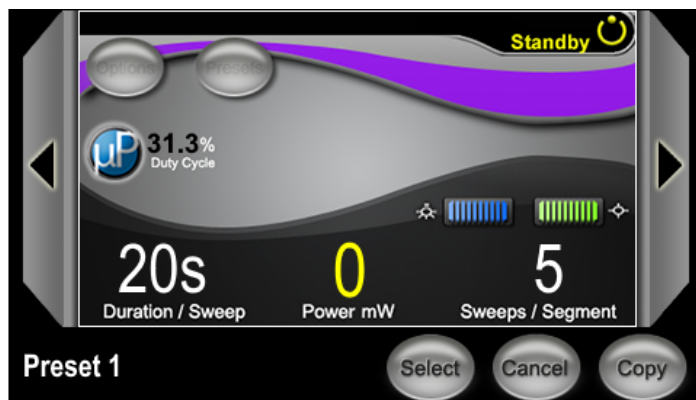 Standby
Options
Presets
µP
31.3%
Duty Cycle
20s
0
5
Duration / Sweep
Power mW
Sweeps / Segment
Preset 1
Select
Cancel
Copy